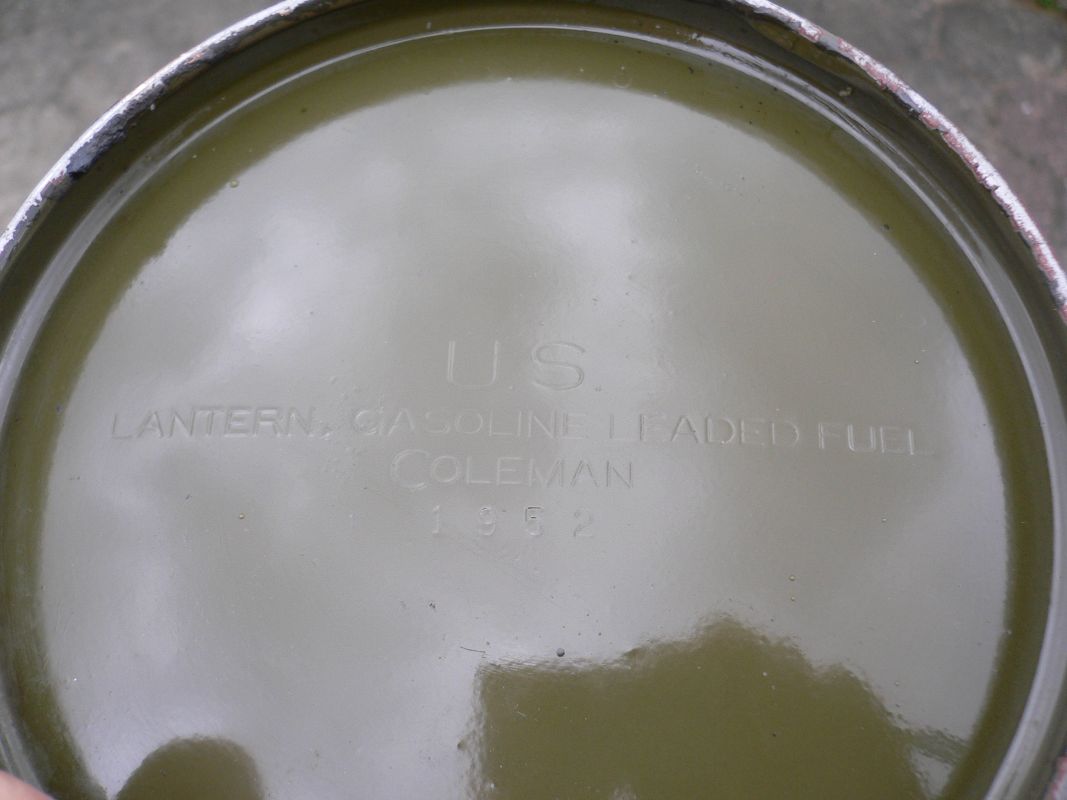 U.S.
LANTERN, GASOLINE LEADED FUEL
COLEMAN
1952